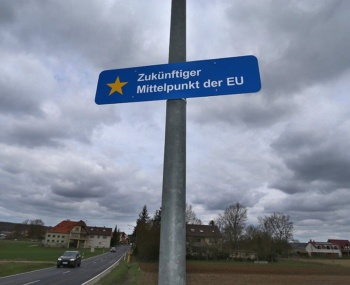 Zukünftiger
Mittelpunkt der EU